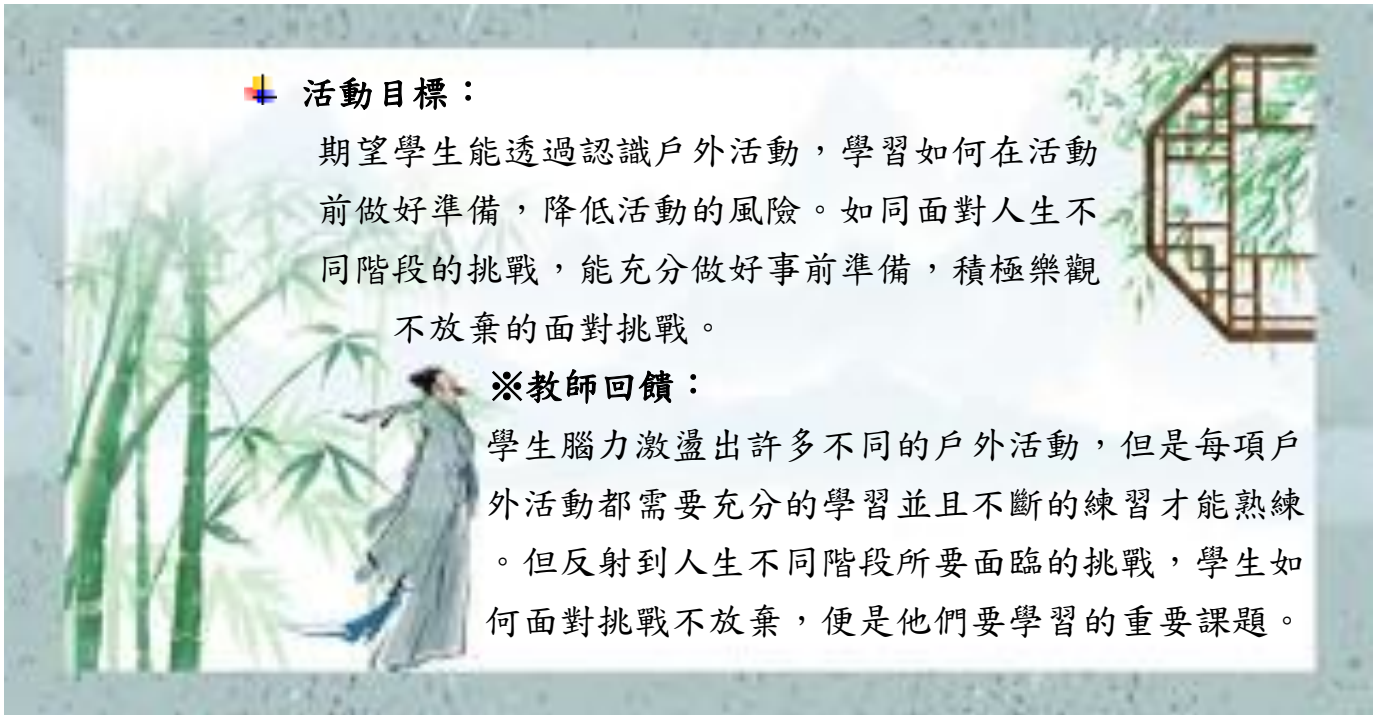 活動目標：
期望學生能透過認識戶外活動，學習如何在活動
前做好準備，降低活動的風險。如同面對人生不
同階段的挑戰，能充分做好事前準備，積極樂觀
不放棄的面對挑戰。
※教師回饋：
學生腦力激盪出許多不同的戶外活動，但是每項戶
外活動都需要充分的學習並且不斷的練習才能熟練
。但反射到人生不同階段所要面臨的挑戰，學生如
何面對挑戰不放棄，便是他們要學習的重要課題。